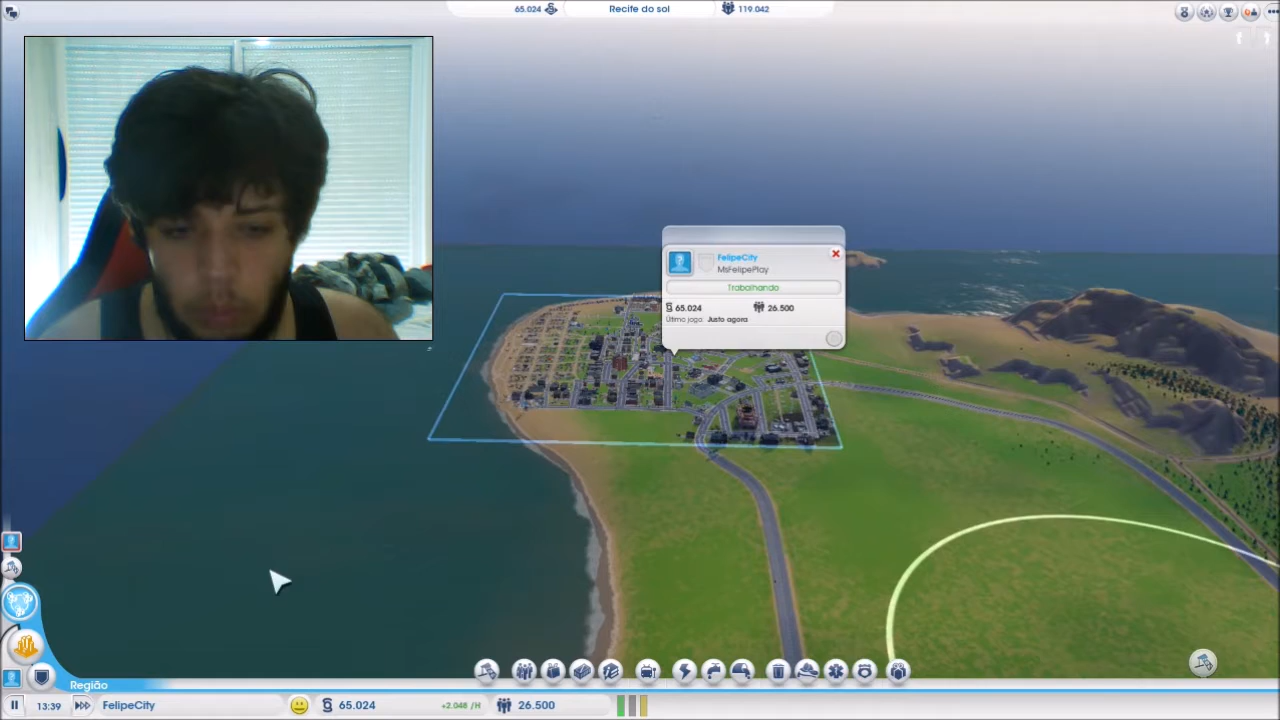 65.024
Recife do sol
119.042
FelipeCity
MsFelipePlay
Trabalhando
65.024
26.500
Último jogo: Justo agora
Região
13:39
FelipeCity
65.024
+2.048 /H
26.500